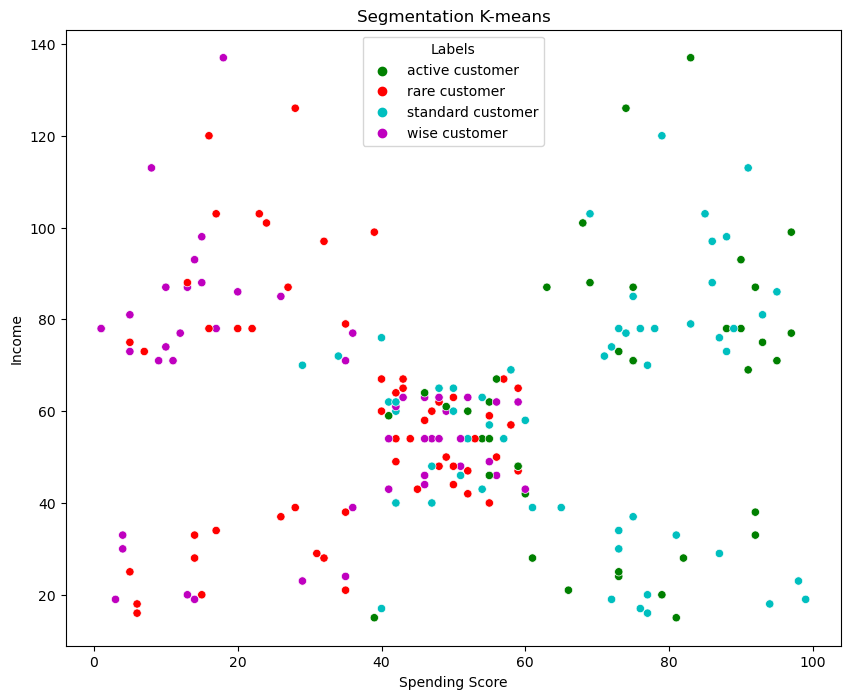 Segmentation K-means
Labels
active customer
rare customer
standard customer
wise customer
140
120
100
80
60
40
20
Income
0
20
40
60
80
100
Spending Score